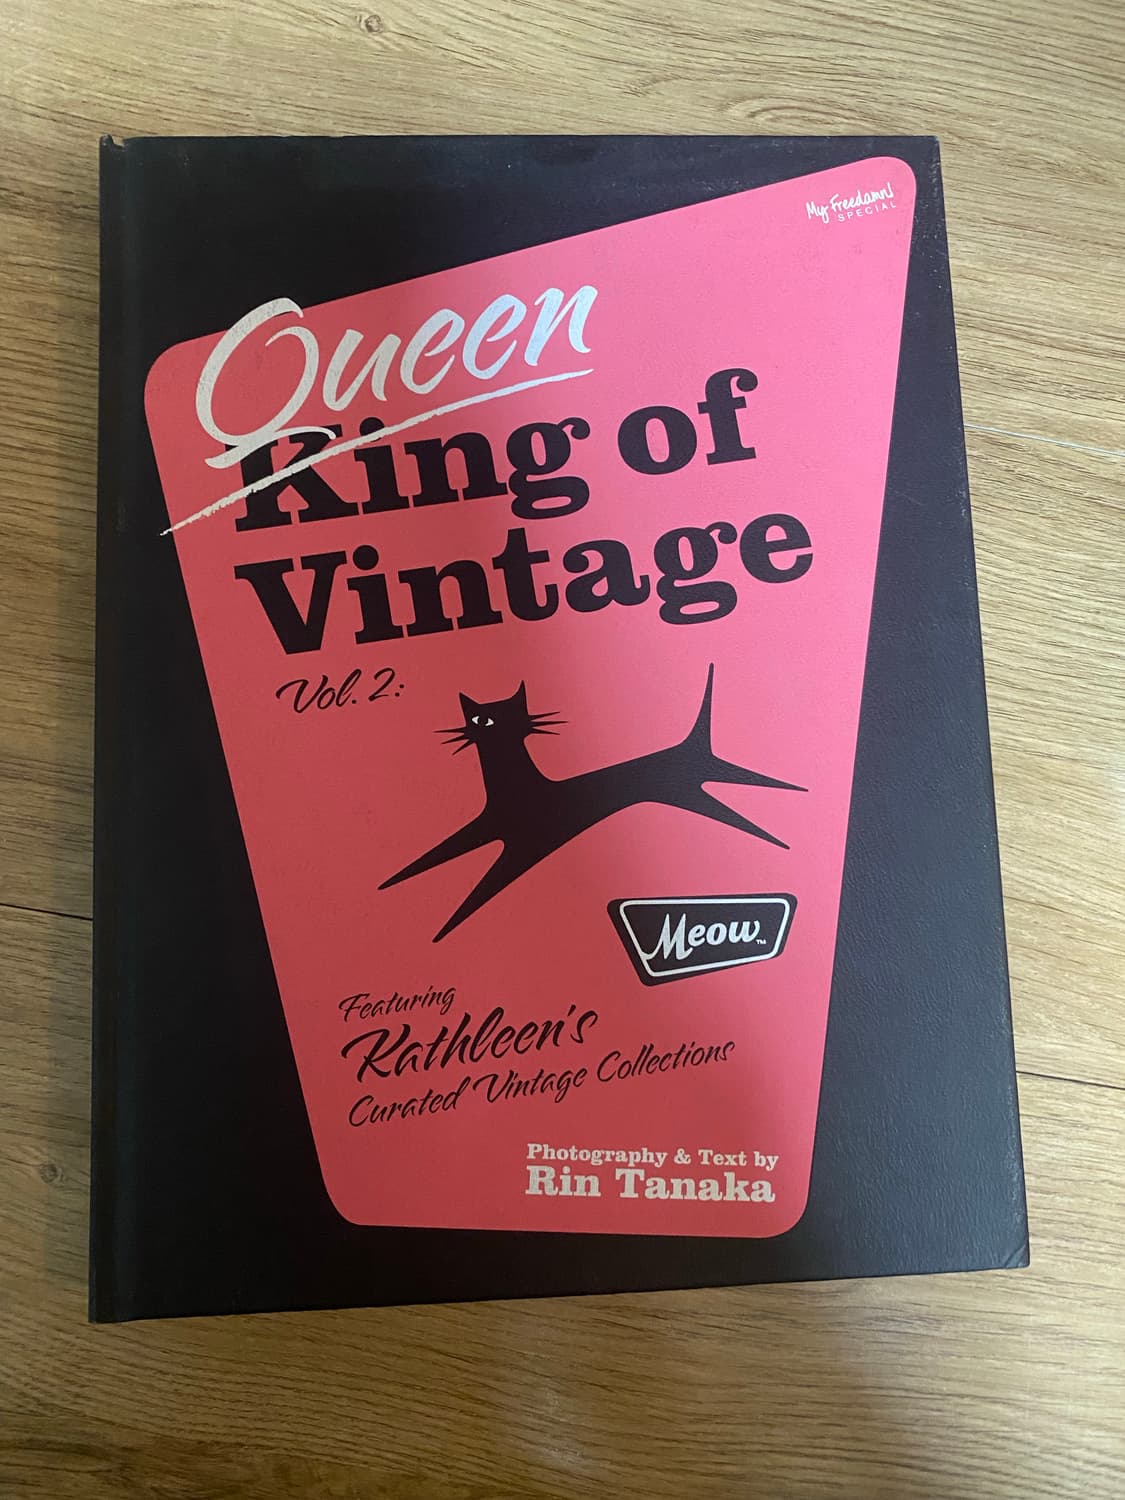 My Freedamn!
SPECIAL
Queen
King of
Vintage
Vol. 2:
Meow™
Featuring
Kathleen's
Curated Vintage Collections
Photography & Text by
Rin Tanaka